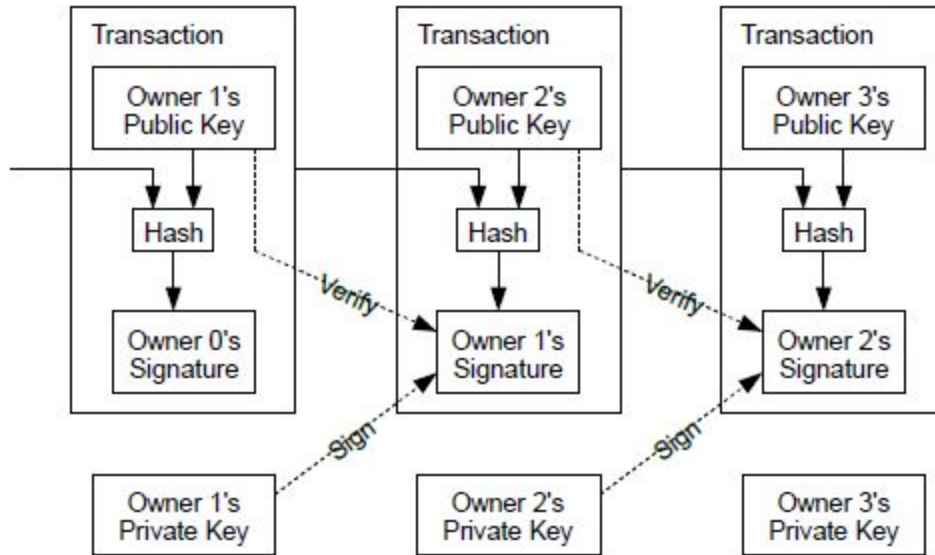 Transaction
Transaction
Transaction
Owner 1's
Public Key
Owner 2's
Public Key
Owner 3's
Public Key
Hash
Hash
Hash
Verify
Verify
Owner 0's
Signature
Owner 1's
Signature
Owner 2's
Signature
Sign
Sign
Owner 1's
Private Key
Owner 2's
Private Key
Owner 3's
Private Key